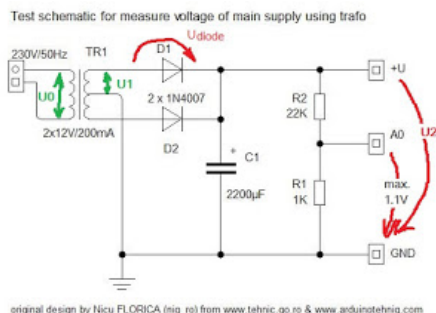 Test schematic for measure voltage of main supply using trafo
230V/50Hz
TR1
U0
U1
2x12V/200mA
Udiode
D1
2 x 1N4007
D2
+
C1
2200µF
R2
22K
R1
1K
+U
A0
U2
max.
1.1V
GND
original design by Nicu FLORICA (niq_ro) from www.tehnic.go.ro & www.arduinotehniq.com